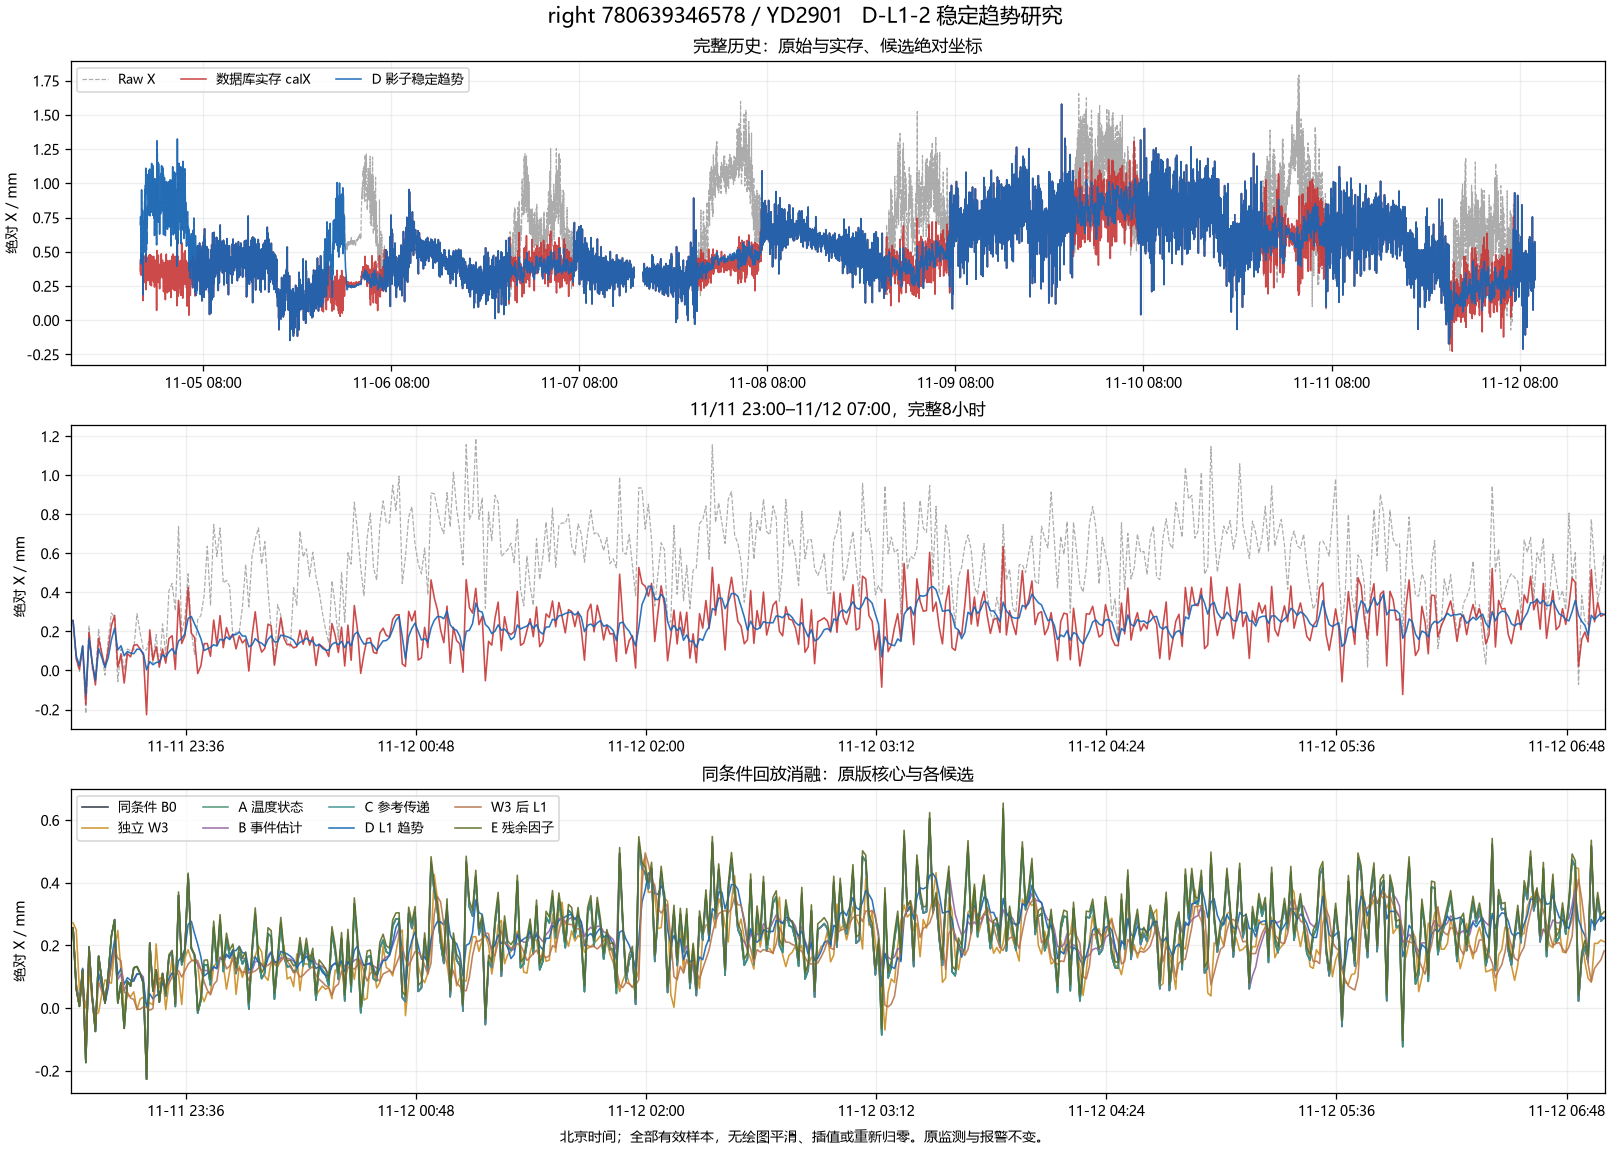 right 780639346578 / YD2901   D-L1-2 稳定趋势研究
完整历史：原始与实存、候选绝对坐标
Raw X
数据库实存 calX
D 影子稳定趋势
绝对 X / mm
1.75
1.50
1.25
1.00
0.75
0.50
0.25
0.00
-0.25
11-05 08:00
11-06 08:00
11-07 08:00
11-08 08:00
11-09 08:00
11-10 08:00
11-11 08:00
11-12 08:00
11/11 23:00–11/12 07:00，完整8小时
绝对 X / mm
1.2
1.0
0.8
0.6
0.4
0.2
0.0
-0.2
11-11 23:36
11-12 00:48
11-12 02:00
11-12 03:12
11-12 04:24
11-12 05:36
11-12 06:48
同条件回放消融：原版核心与各候选
同条件 B0
A 温度状态
C 参考传递
W3 后 L1
独立 W3
B 事件估计
D L1 趋势
E 残余因子
绝对 X / mm
0.6
0.4
0.2
0.0
-0.2
11-11 23:36
11-12 00:48
11-12 02:00
11-12 03:12
11-12 04:24
11-12 05:36
11-12 06:48
北京时间；全部有效样本，无绘图平滑、插值或重新归零。原监测与报警不变。